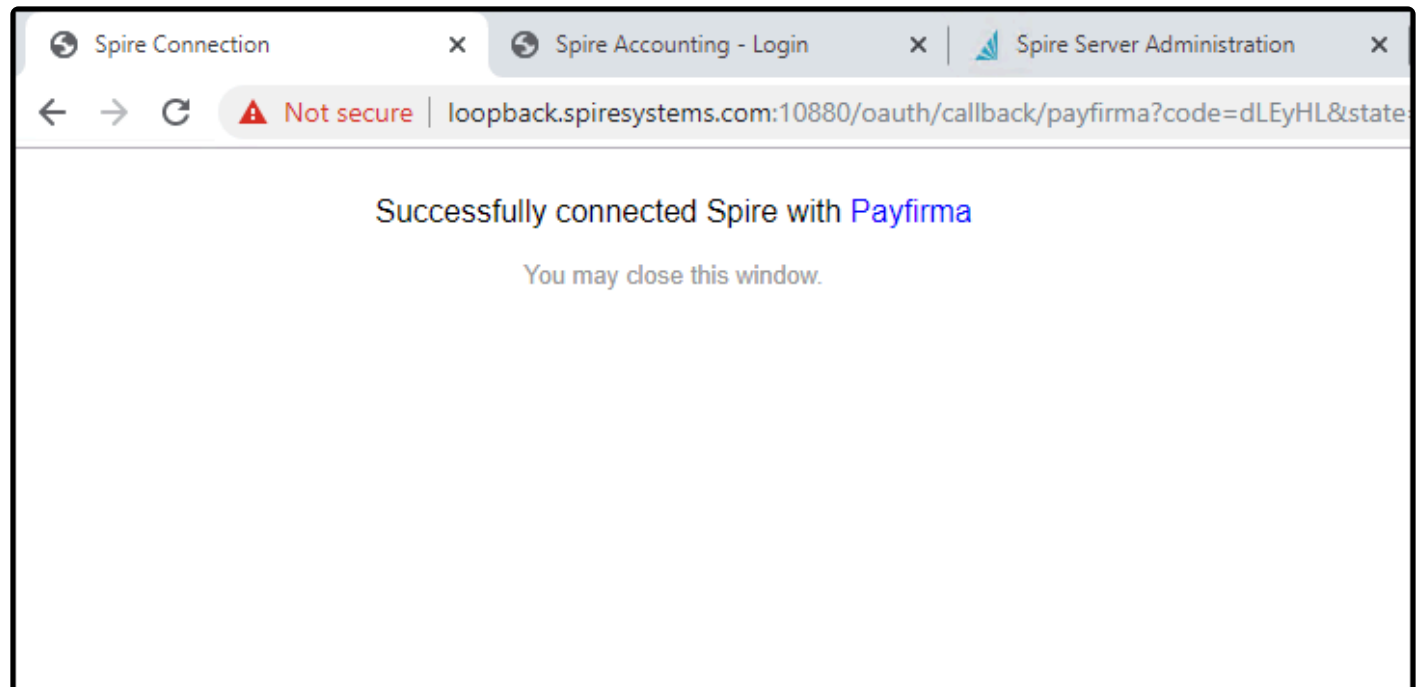 Spire Connection
Spire Accounting - Login
Spire Server Administration
Not secure
loopback.spiresystems.com:10880/oauth/callback/payfirma?code=dLEyHL&state=
Successfully connected Spire with Payfirma
You may close this window.